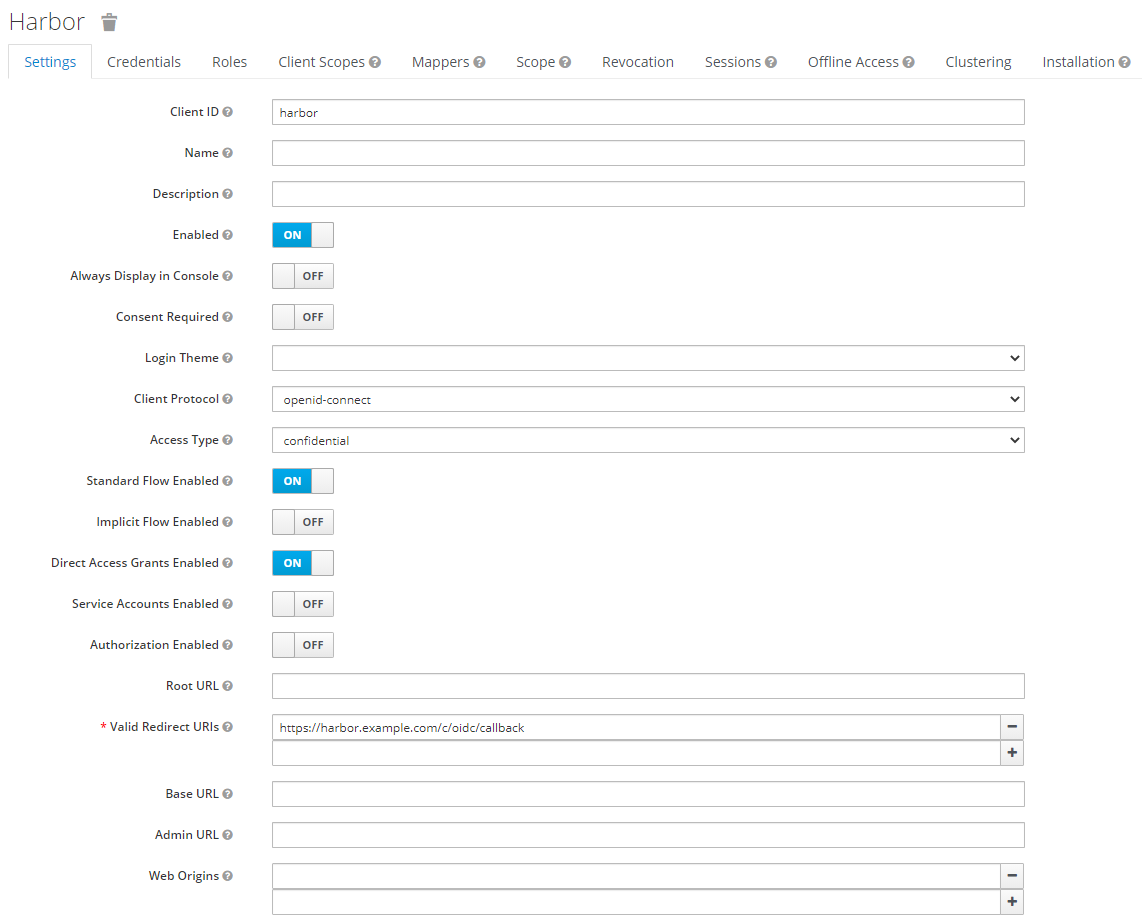 Harbor
Settings Credentials Roles Client Scopes Mappers Scope Revocation Sessions Offline Access Clustering Installation
Client ID harbor
Name
Description
Enabled ON
Always Display in Console OFF
Consent Required OFF
Login Theme
Client Protocol openid-connect
Access Type confidential
Standard Flow Enabled ON
Implicit Flow Enabled OFF
Direct Access Grants Enabled ON
Service Accounts Enabled OFF
Authorization Enabled OFF
Root URL
* Valid Redirect URIs https://harbor.example.com/c/oidc/callback
Base URL
Admin URL
Web Origins